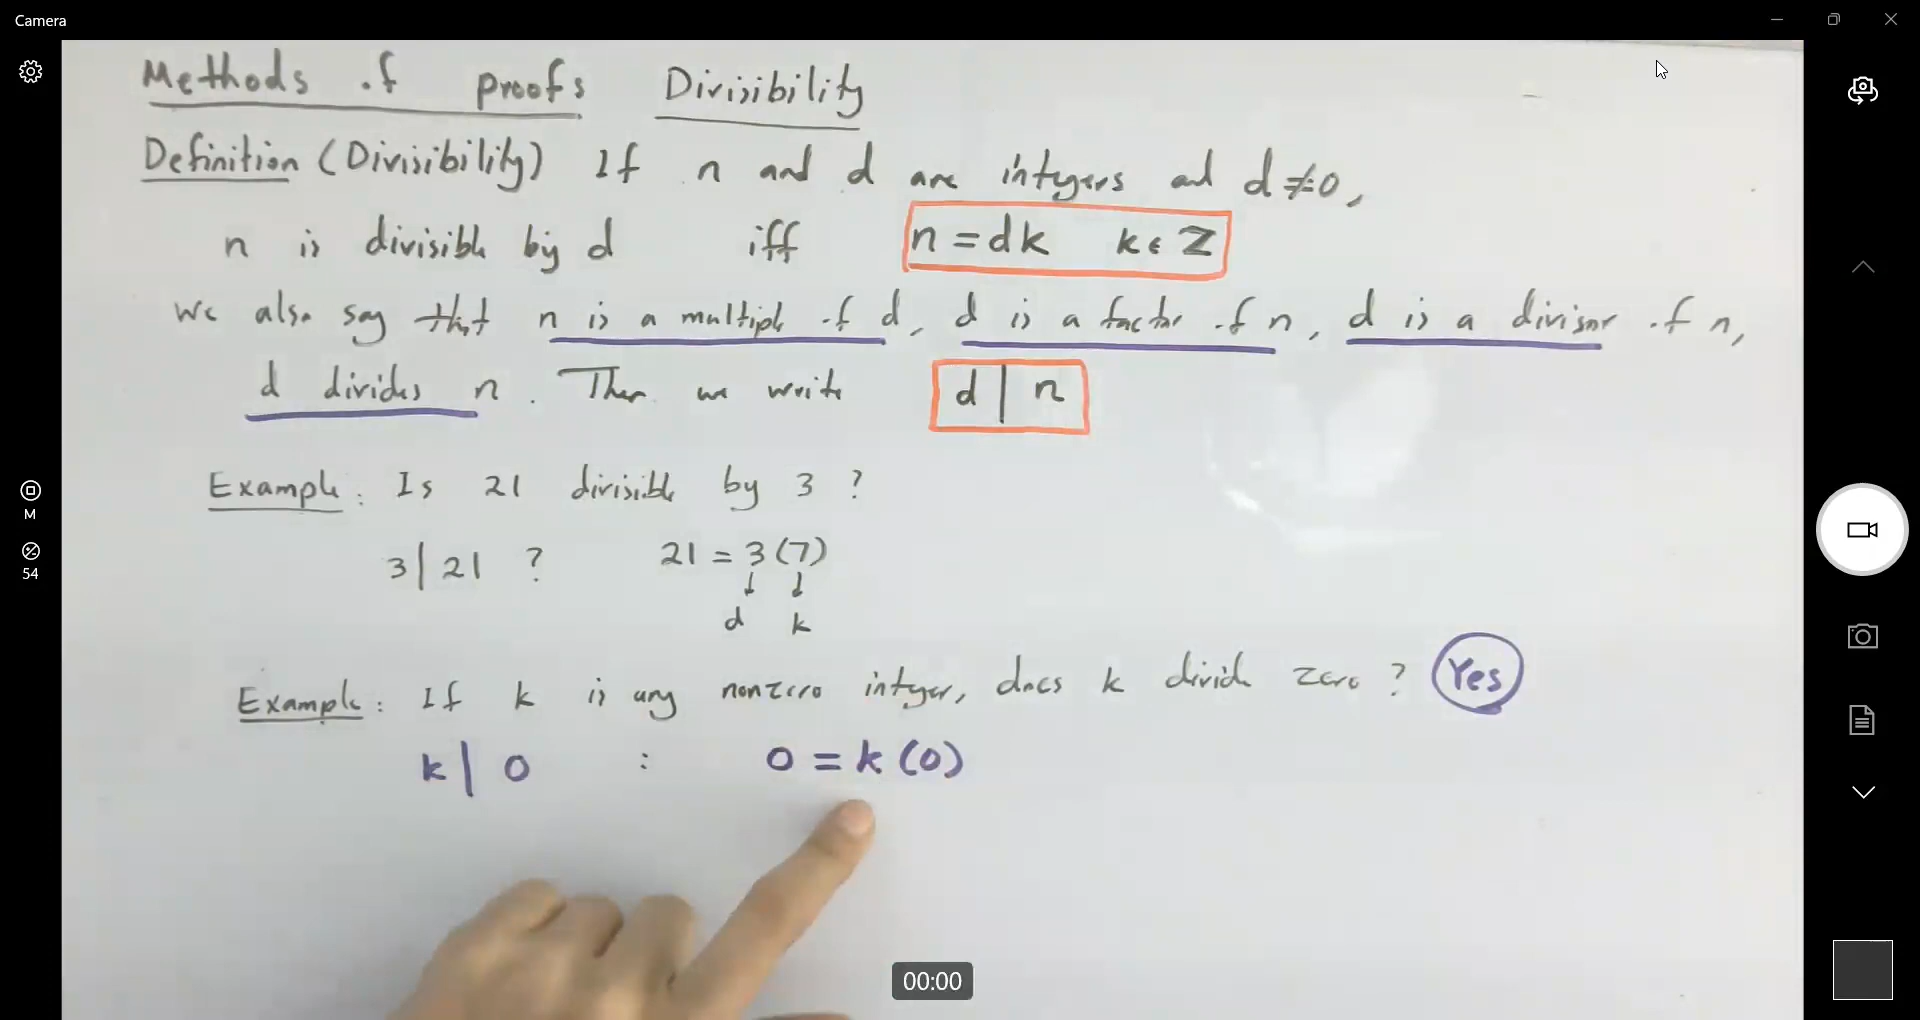 Camera
Methods of proofs Divisibility
Definition (Divisibility) If n and d are integers and d≠0,
n is divisible by d iff n = dk k ∈ Z
We also say that n is a multiple of d, d is a factor of n, d is a divisor of n,
d divides n. Then we write d | n
Example: Is 21 divisible by 3 ?
3 | 21 ? 21 = 3 (7)
↓ ↓
d k
Example: If k is any nonzero integer, does k divide zero ? Yes
k | 0 : 0 = k (0)
M
54
00:00